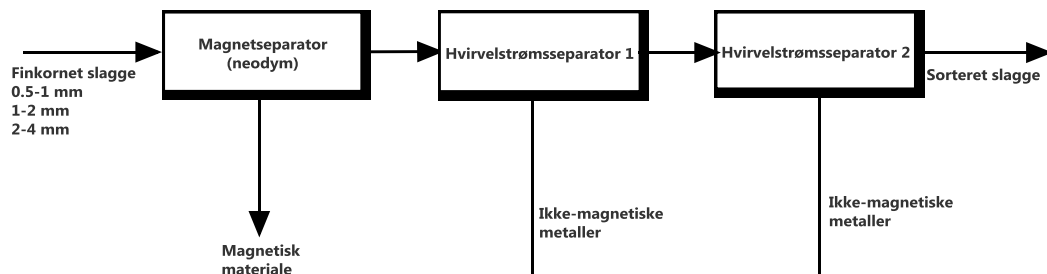 Magnetseparator
(neodym)
Hvirvelstrømsseparator 1
Hvirvelstrømsseparator 2
Finkornet slagge
0.5-1 mm
1-2 mm
2-4 mm
Sorteret slagge
Magnetisk
materiale
Ikke-magnetiske
metaller
Ikke-magnetiske
metaller